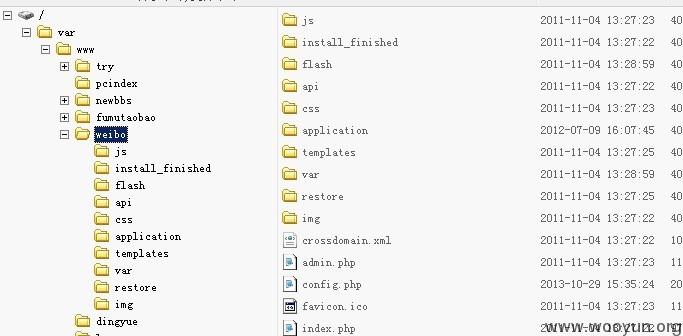 /
var
www
try
pcindex
newbbs
fumutaobao
weibo
js
install_finished
flash
api
css
application
templates
var
restore
img
dingyue
js 2011-11-04 13:27:23 40
install_finished 2011-11-04 13:27:22 40
flash 2011-11-04 13:28:59 40
api 2011-11-04 13:27:22 40
css 2011-11-04 13:27:23 40
application 2012-07-09 16:07:45 40
templates 2011-11-04 13:27:25 40
var 2011-11-04 13:28:59 40
restore 2011-11-04 13:27:25 40
img 2011-11-04 13:27:22 40
crossdomain.xml 2011-11-04 13:27:22 10
admin.php 2011-11-04 13:27:23 11
config.php 2013-10-29 15:35:24 20
favicon.ico 2011-11-04 13:27:22
index.php 2011-11-04 13:27:23 11
www.wooyun.org